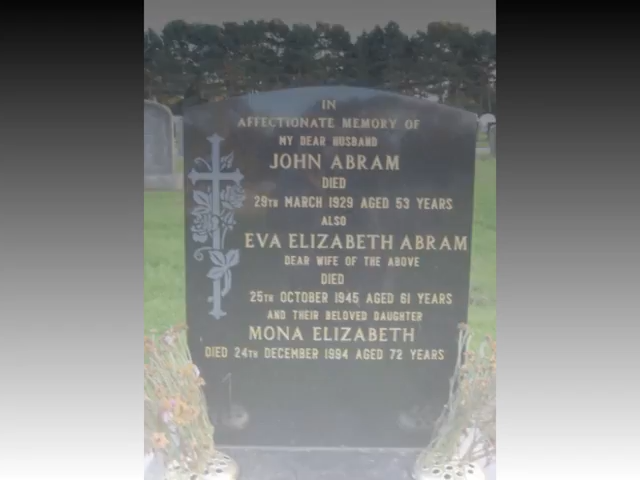 IN
AFFECTIONATE MEMORY OF
MY DEAR HUSBAND
JOHN ABRAM
DIED
29TH MARCH 1929 AGED 53 YEARS
ALSO
EVA ELIZABETH ABRAM
DEAR WIFE OF THE ABOVE
DIED
25TH OCTOBER 1945 AGED 61 YEARS
AND THEIR BELOVED DAUGHTER
MONA ELIZABETH
DIED 24TH DECEMBER 1994 AGED 72 YEARS